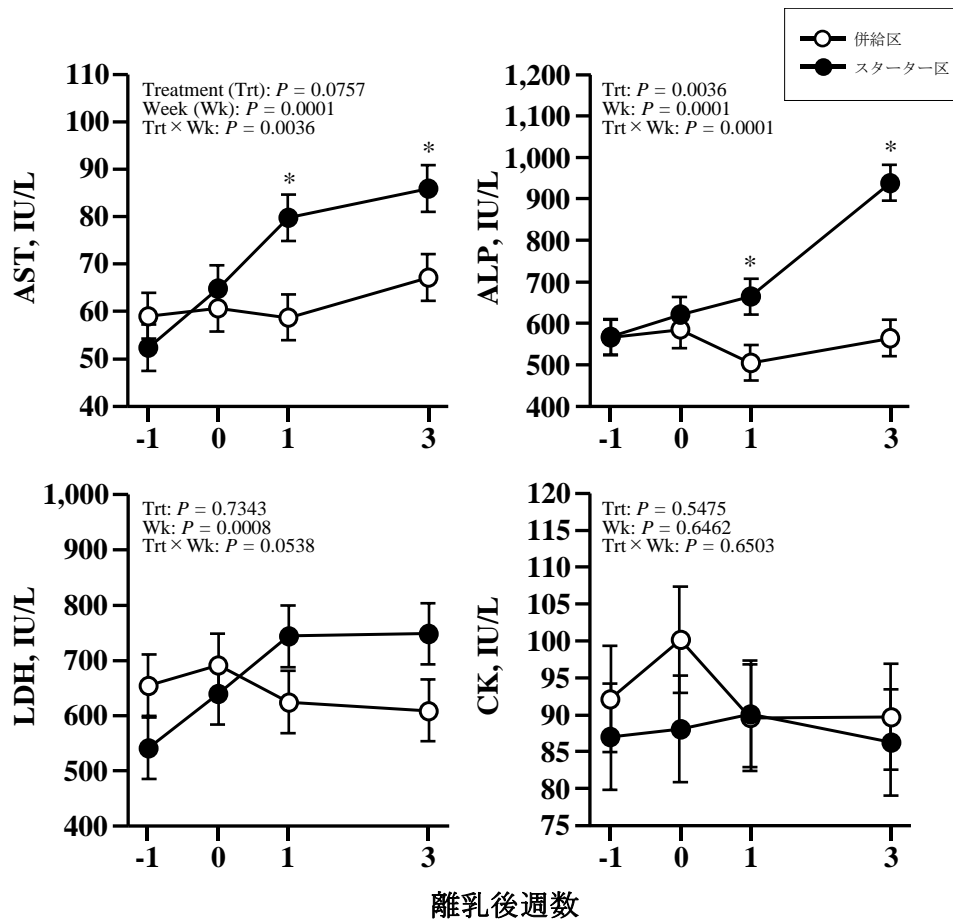 併給区
スターター区
110
100
90
80
70
60
50
40
AST, IU/L
Treatment (Trt): P = 0.0757
Week (Wk): P = 0.0001
Trt × Wk: P = 0.0036
*
*
-1 0 1 3
1,200
1,100
1,000
900
800
700
600
500
400
ALP, IU/L
Trt: P = 0.0036
Wk: P = 0.0001
Trt × Wk: P = 0.0001
*
*
-1 0 1 3
1,000
900
800
700
600
500
400
LDH, IU/L
Trt: P = 0.7343
Wk: P = 0.0008
Trt × Wk: P = 0.0538
-1 0 1 3
120
115
110
105
100
95
90
85
80
75
CK, IU/L
Trt: P = 0.5475
Wk: P = 0.6462
Trt × Wk: P = 0.6503
-1 0 1 3
離乳後週数